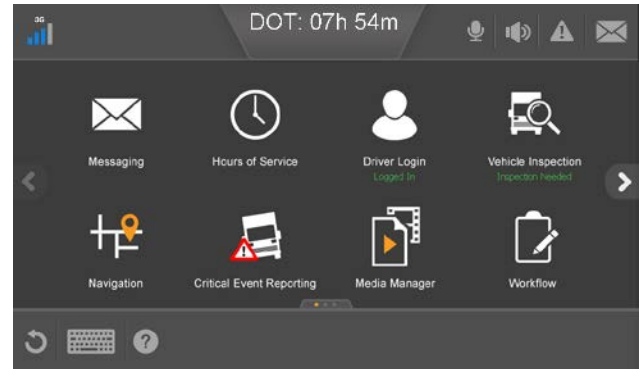 3G
DOT: 07h 54m
Messaging
Hours of Service
Driver Login
Logged In
Vehicle Inspection
Inspection Needed
Navigation
Critical Event Reporting
Media Manager
Workflow
?